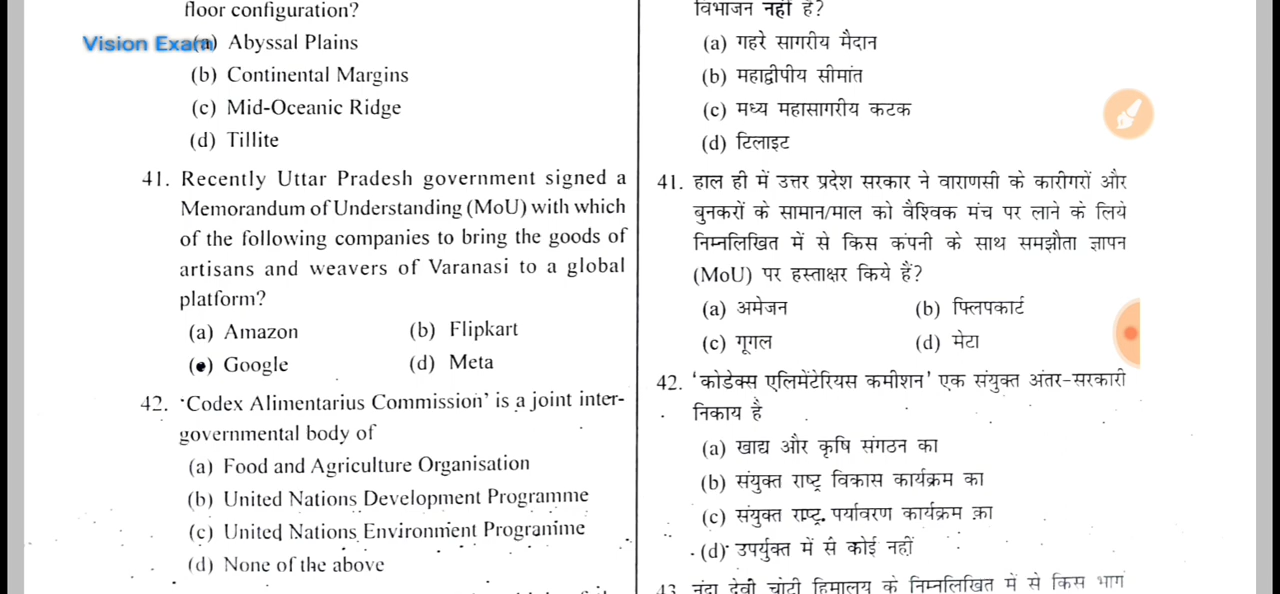 floor configuration?
Vision Exam
(a) Abyssal Plains
(b) Continental Margins
(c) Mid-Oceanic Ridge
(d) Tillite
41. Recently Uttar Pradesh government signed a
Memorandum of Understanding (MoU) with which
of the following companies to bring the goods of
artisans and weavers of Varanasi to a global
platform?
(a) Amazon (b) Flipkart
Google (d) Meta
42. 'Codex Alimentarius Commission' is a joint inter-
governmental body of
(a) Food and Agriculture Organisation
(b) United Nations Development Programme
(c) United Nations Environment Programme
(d) None of the above
विभाजन नहीं है?
(a) गहरे सागरीय मैदान
(b) महाद्वीपीय सीमांत
(c) मध्य महासागरीय कटक
(d) टिलाइट
41. हाल ही में उत्तर प्रदेश सरकार ने वाराणसी के कारीगरों और
बुनकरों के सामान/माल को वैश्विक मंच पर लाने के लिये
निम्नलिखित में से किस कंपनी के साथ समझौता ज्ञापन
(MoU) पर हस्ताक्षर किये हैं?
(a) अमेजन (b) फ्लिपकार्ट
(c) गूगल (d) मेटा
42. 'कोडेक्स एलिमेंटेरियस कमीशन' एक संयुक्त अंतर-सरकारी
निकाय है
(a) खाद्य और कृषि संगठन का
(b) संयुक्त राष्ट्र विकास कार्यक्रम का
(c) संयुक्त राष्ट्र पर्यावरण कार्यक्रम का
(d) उपर्युक्त में से कोई नहीं
43. नंदा देवी चोटी हिमालय के निम्नलिखित में से किस भाग